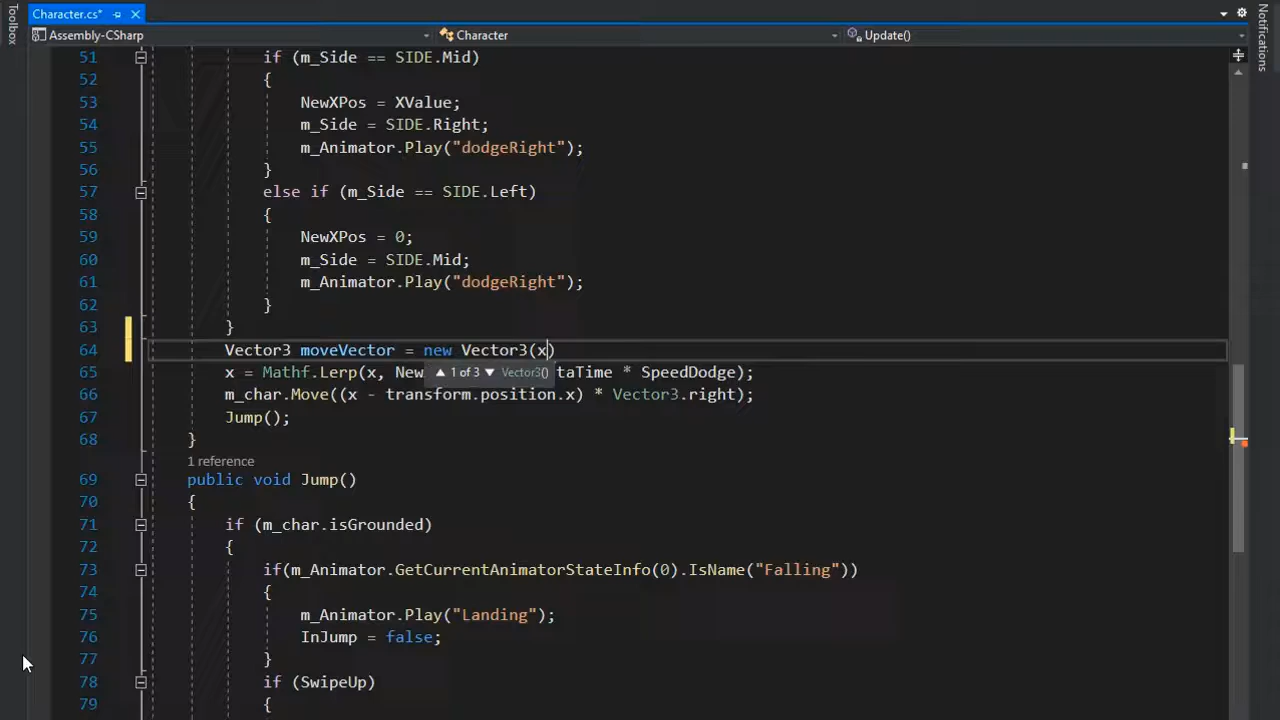 Toolbox
Character.cs*
Notifications
Assembly-CSharp Character Update()
51 if (m_Side == SIDE.Mid)
52 {
53 NewXPos = XValue;
54 m_Side = SIDE.Right;
55 m_Animator.Play("dodgeRight");
56 }
57 else if (m_Side == SIDE.Left)
58 {
59 NewXPos = 0;
60 m_Side = SIDE.Mid;
61 m_Animator.Play("dodgeRight");
62 }
63 }
64 Vector3 moveVector = new Vector3(x)
▲ 1 of 3 ▼ Vector3()
65 x = Mathf.Lerp(x, New taTime * SpeedDodge);
66 m_char.Move((x - transform.position.x) * Vector3.right);
67 Jump();
68 }
1 reference
69 public void Jump()
70 {
71 if (m_char.isGrounded)
72 {
73 if(m_Animator.GetCurrentAnimatorStateInfo(0).IsName("Falling"))
74 {
75 m_Animator.Play("Landing");
76 InJump = false;
77 }
78 if (SwipeUp)
79 {